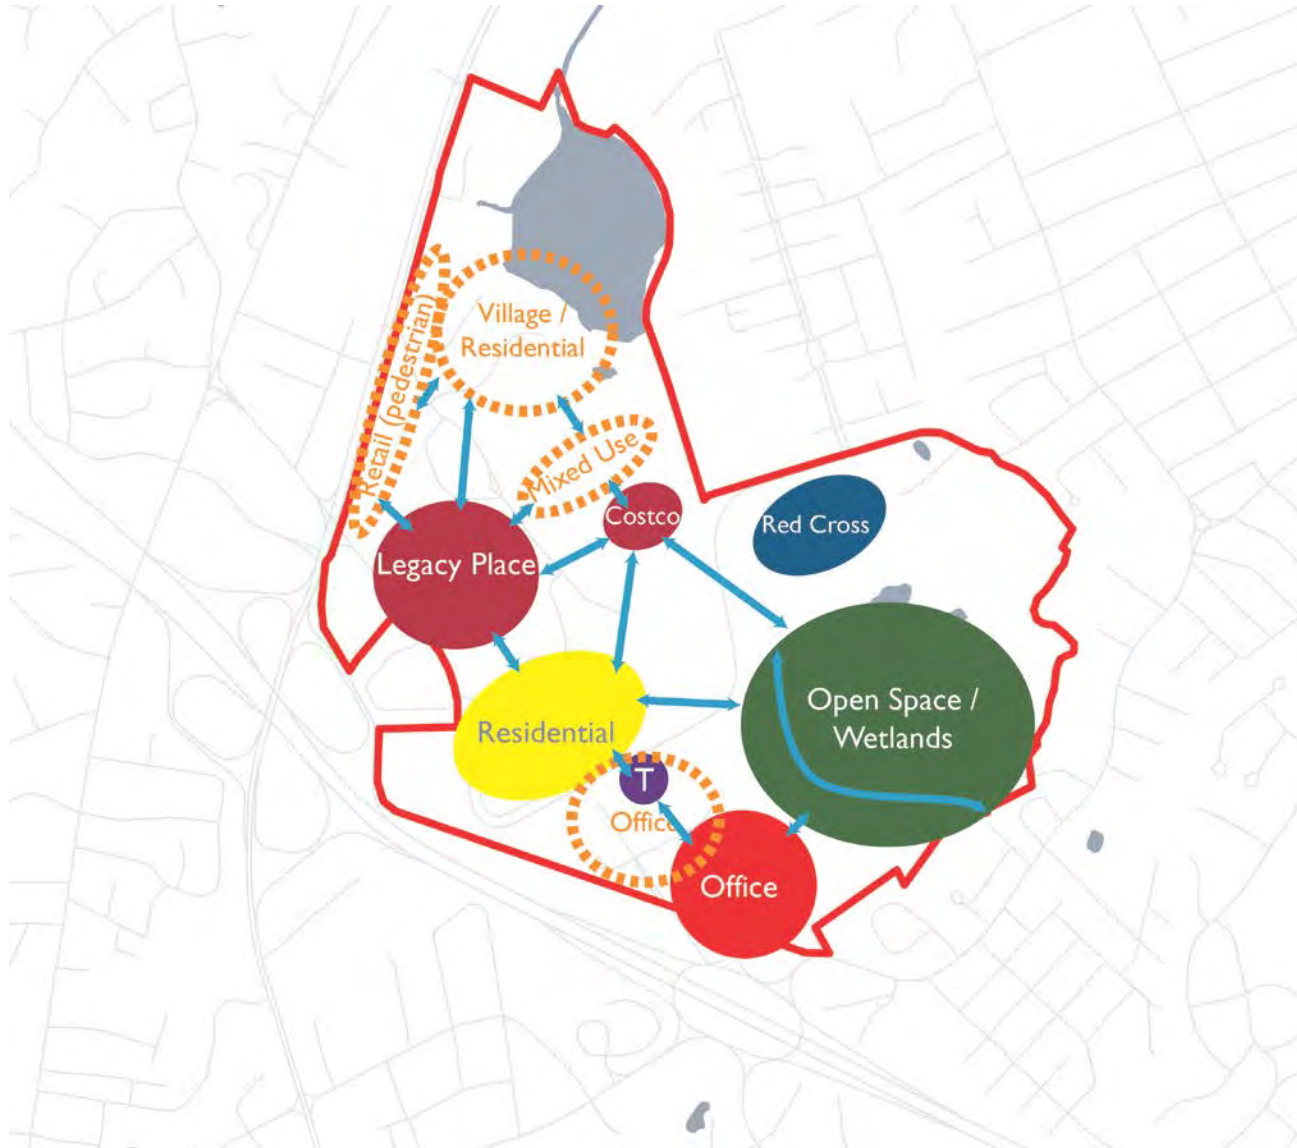 Village /
Residential
Retail (pedestrian)
Mixed Use
Costco
Red Cross
Legacy Place
Open Space /
Wetlands
Residential
T
Office
Office